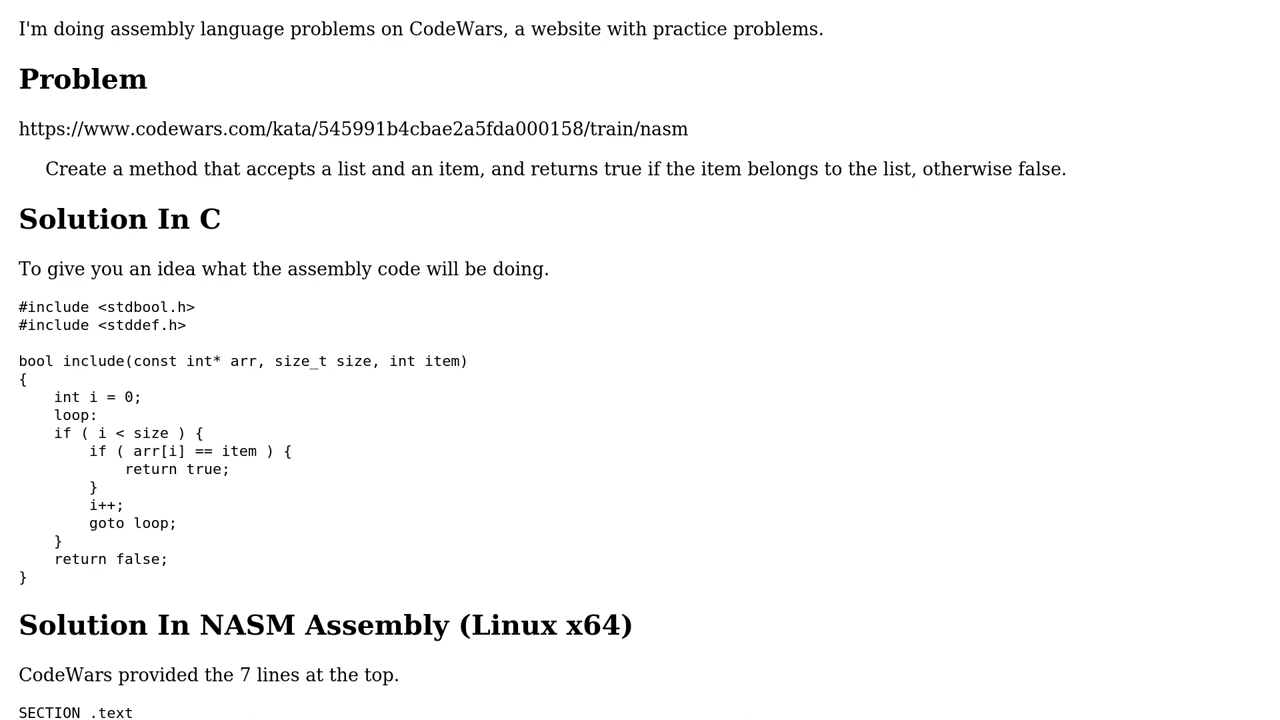 I'm doing assembly language problems on CodeWars, a website with practice problems.
Problem
https://www.codewars.com/kata/545991b4cbae2a5fda000158/train/nasm
Create a method that accepts a list and an item, and returns true if the item belongs to the list, otherwise false.
Solution In C
To give you an idea what the assembly code will be doing.
#include <stdbool.h>
#include <stddef.h>
bool include(const int* arr, size_t size, int item)
{
    int i = 0;
    loop:
    if ( i < size ) {
        if ( arr[i] == item ) {
            return true;
        }
        i++;
        goto loop;
    }
    return false;
}
Solution In NASM Assembly (Linux x64)
CodeWars provided the 7 lines at the top.
SECTION .text